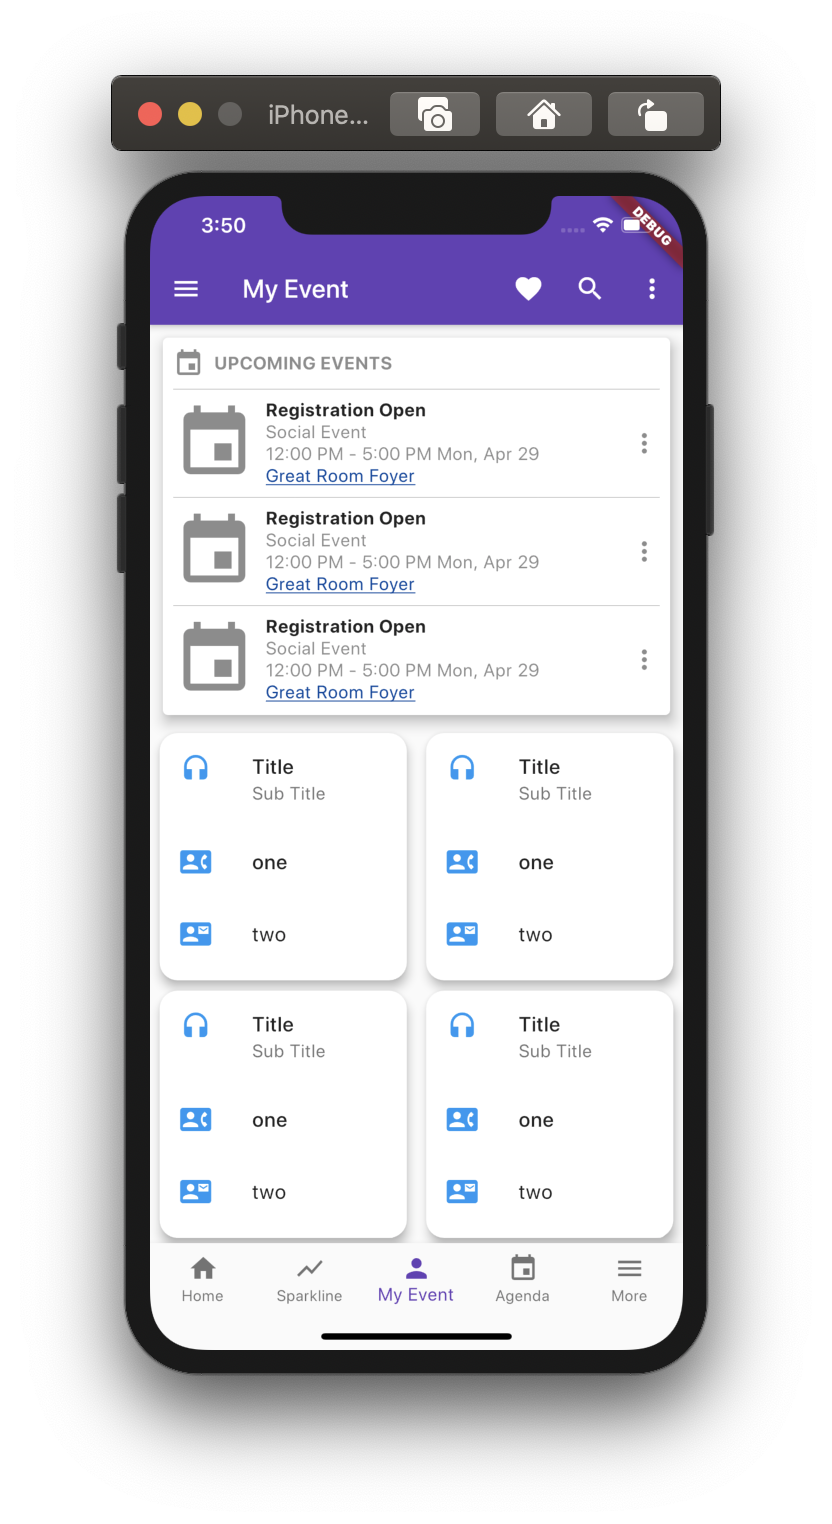 iPhone...
3:50
DEBUG
My Event
UPCOMING EVENTS
Registration Open
Social Event
12:00 PM - 5:00 PM Mon, Apr 29
Great Room Foyer
Registration Open
Social Event
12:00 PM - 5:00 PM Mon, Apr 29
Great Room Foyer
Registration Open
Social Event
12:00 PM - 5:00 PM Mon, Apr 29
Great Room Foyer
Title
Sub Title
one
two
Title
Sub Title
one
two
Title
Sub Title
one
two
Title
Sub Title
one
two
Home
Sparkline
My Event
Agenda
More